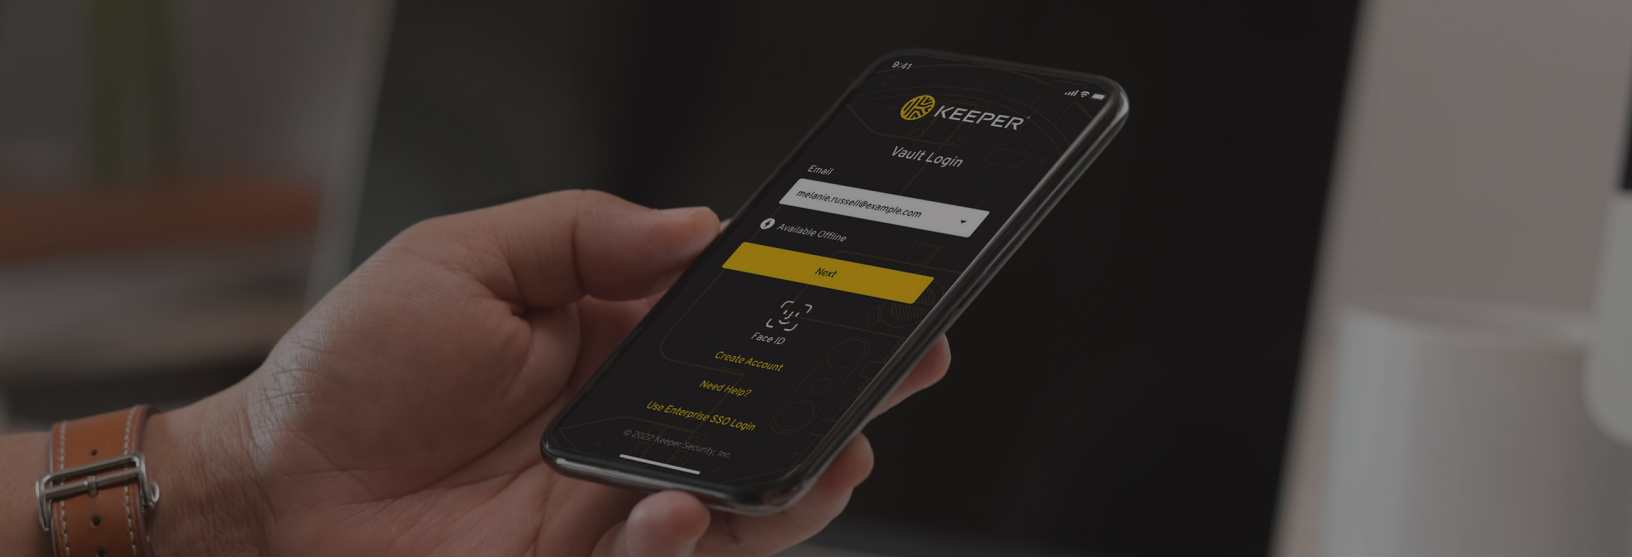 9:41
KEEPER
Vault Login
Email
melanie.russell@example.com
Available Offline
Next
Face ID
Create Account
Need Help?
Use Enterprise SSO Login
© 2022 Keeper Security, Inc.